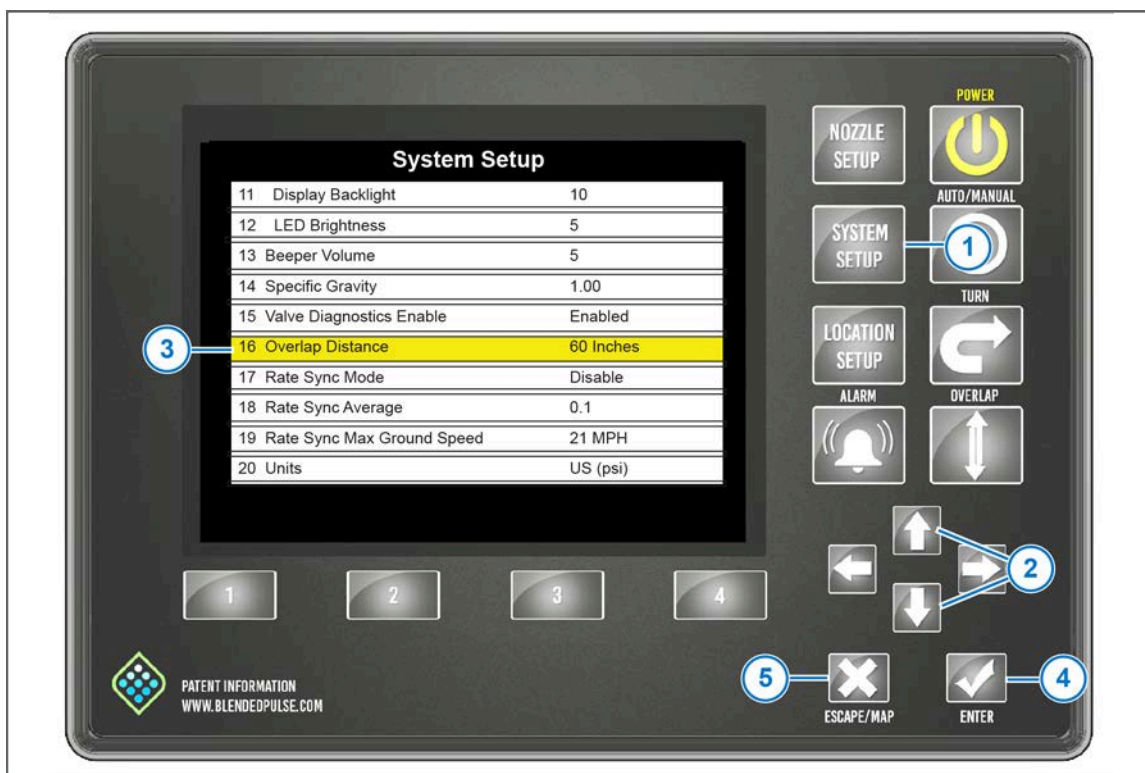 System Setup
11 Display Backlight 10
12 LED Brightness 5
13 Beeper Volume 5
14 Specific Gravity 1.00
15 Valve Diagnostics Enable Enabled
16 Overlap Distance 60 Inches
17 Rate Sync Mode Disable
18 Rate Sync Average 0.1
19 Rate Sync Max Ground Speed 21 MPH
20 Units US (psi)
3
NOZZLE
SETUP
POWER
SYSTEM
SETUP
AUTO/MANUAL
1
LOCATION
SETUP
TURN
ALARM
OVERLAP
2
1
2
3
4
PATENT INFORMATION
WWW.BLENDEDPULSE.COM
5
ESCAPE/MAP
4
ENTER